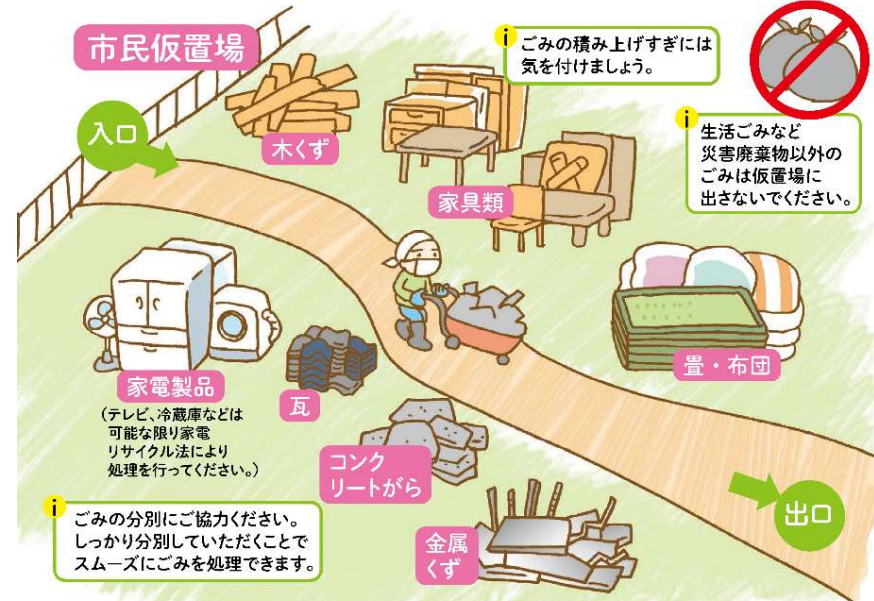 市民仮置場
入口
木くず
i
ごみの積み上げすぎには
気を付けましょう。
i
生活ごみなど
災害廃棄物以外の
ごみは仮置場に
出さないでください。
家具類
家電製品
(テレビ、冷蔵庫などは
可能な限り家電
リサイクル法により
処理を行ってください。)
瓦
畳・布団
コンク
リートがら
金属
くず
i
ごみの分別にご協力ください。
しっかり分別していただくことで
スムーズにごみを処理できます。
出口